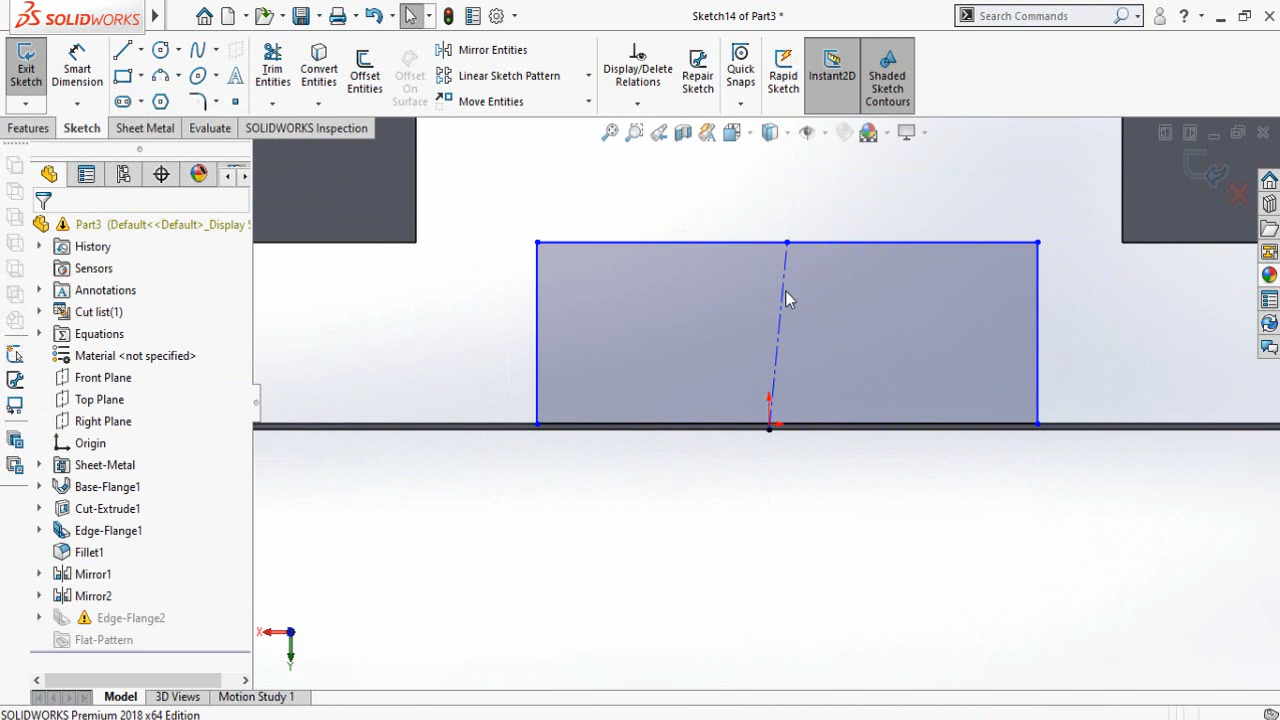 SOLIDWORKS
Sketch14 of Part3 *
Search Commands
Exit Sketch
Smart Dimension
Trim Entities
Convert Entities
Offset Entities
Offset On Surface
Mirror Entities
Linear Sketch Pattern
Move Entities
Display/Delete Relations
Repair Sketch
Quick Snaps
Rapid Sketch
Instant2D
Shaded Sketch Contours
Features
Sketch
Sheet Metal
Evaluate
SOLIDWORKS Inspection
Part3 (Default<<Default>_Display S
History
Sensors
Annotations
Cut list(1)
Equations
Material <not specified>
Front Plane
Top Plane
Right Plane
Origin
Sheet-Metal
Base-Flange1
Cut-Extrude1
Edge-Flange1
Fillet1
Mirror1
Mirror2
Edge-Flange2
Flat-Pattern
X
Y
Model
3D Views
Motion Study 1
SOLIDWORKS Premium 2018 x64 Edition